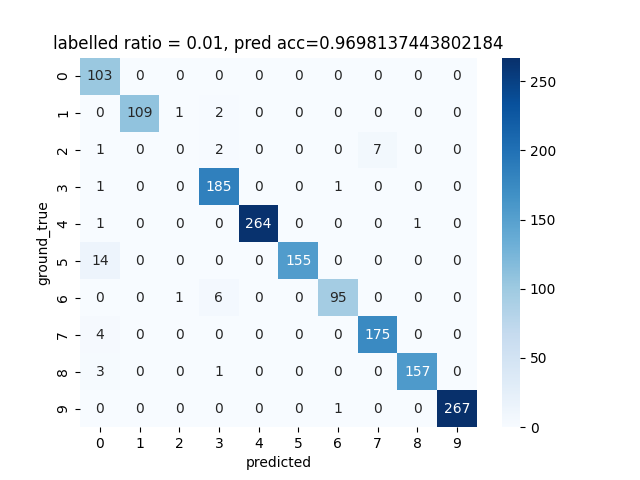 labelled ratio = 0.01, pred acc=0.9698137443802184
0 103 0 0 0 0 0 0 0 0 0
1 0 109 1 2 0 0 0 0 0 0
2 1 0 0 2 0 0 0 7 0 0
3 1 0 0 185 0 0 1 0 0 0
4 1 0 0 0 264 0 0 0 1 0
5 14 0 0 0 0 155 0 0 0 0
6 0 0 1 6 0 0 95 0 0 0
7 4 0 0 0 0 0 0 175 0 0
8 3 0 0 1 0 0 0 0 157 0
9 0 0 0 0 0 0 1 0 0 267
0 1 2 3 4 5 6 7 8 9
predicted
ground_true
250
200
150
100
50
0